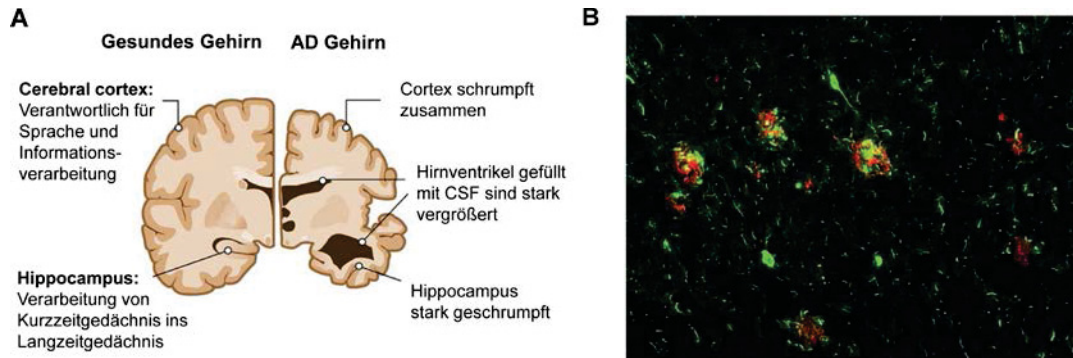 A
B
Gesundes Gehirn
AD Gehirn
Cerebral cortex:
Verantwortlich für
Sprache und
Informations-
verarbeitung
Hippocampus:
Verarbeitung von
Kurzzeitgedächnis ins
Langzeitgedächnis
Cortex schrumpft
zusammen
Hirnventrikel gefüllt
mit CSF sind stark
vergrößert
Hippocampus
stark geschrumpft